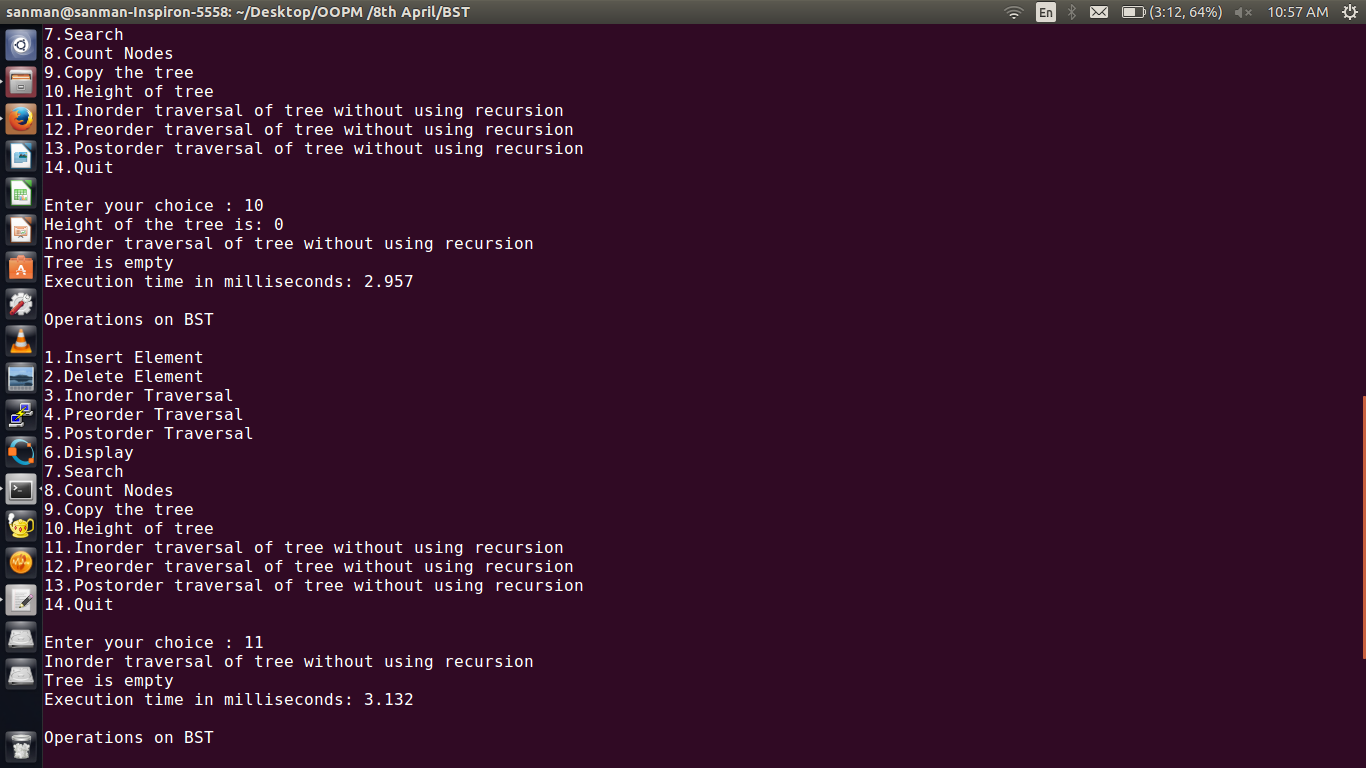 sanman@sanman-Inspiron-5558: ~/Desktop/OOPM /8th April/BST
En
(3:12, 64%)
10:57 AM
7.Search
8.Count Nodes
9.Copy the tree
10.Height of tree
11.Inorder traversal of tree without using recursion
12.Preorder traversal of tree without using recursion
13.Postorder traversal of tree without using recursion
14.Quit
Enter your choice : 10
Height of the tree is: 0
Inorder traversal of tree without using recursion
Tree is empty
Execution time in milliseconds: 2.957
Operations on BST
1.Insert Element
2.Delete Element
3.Inorder Traversal
4.Preorder Traversal
5.Postorder Traversal
6.Display
7.Search
8.Count Nodes
9.Copy the tree
10.Height of tree
11.Inorder traversal of tree without using recursion
12.Preorder traversal of tree without using recursion
13.Postorder traversal of tree without using recursion
14.Quit
Enter your choice : 11
Inorder traversal of tree without using recursion
Tree is empty
Execution time in milliseconds: 3.132
Operations on BST